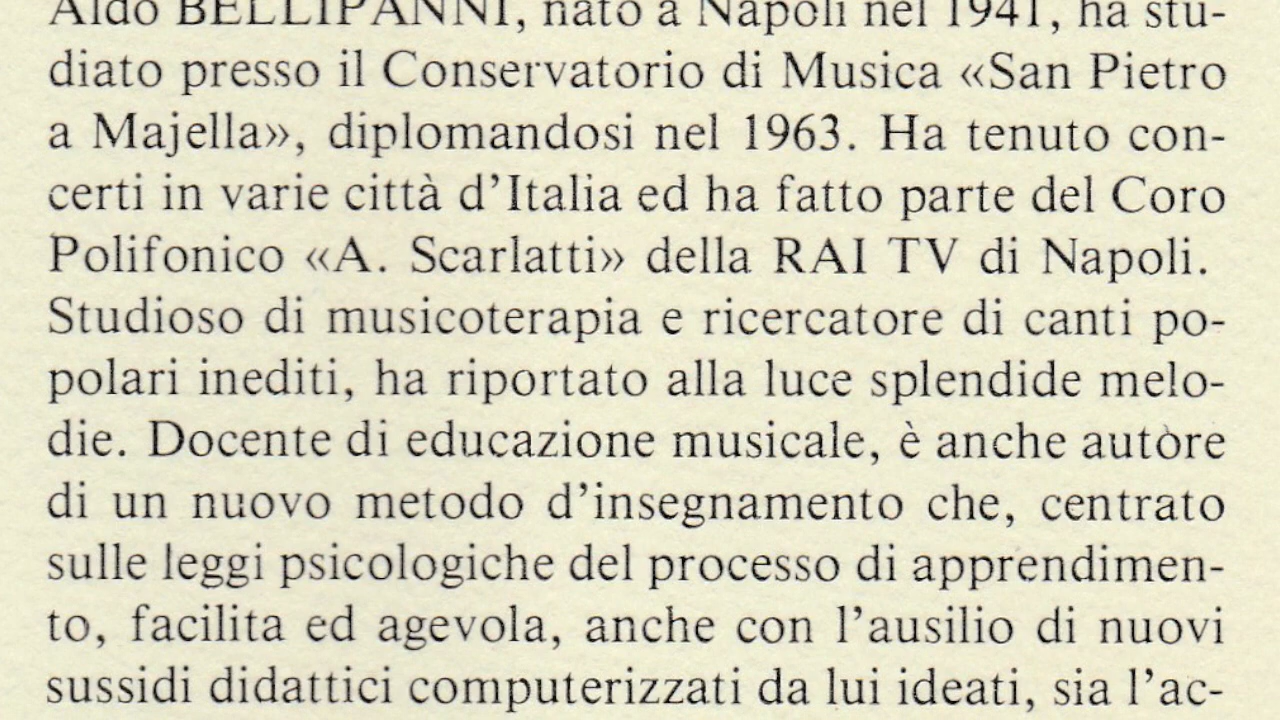 Aldo BELLIPANNI, nato a Napoli nel 1941, ha stu-
diato presso il Conservatorio di Musica «San Pietro
a Majella», diplomandosi nel 1963. Ha tenuto con-
certi in varie città d’Italia ed ha fatto parte del Coro
Polifonico «A. Scarlatti» della RAI TV di Napoli.
Studioso di musicoterapia e ricercatore di canti po-
polari inediti, ha riportato alla luce splendide melo-
die. Docente di educazione musicale, è anche autore
di un nuovo metodo d’insegnamento che, centrato
sulle leggi psicologiche del processo di apprendimen-
to, facilita ed agevola, anche con l’ausilio di nuovi
sussidi didattici computerizzati da lui ideati, sia l’ac-